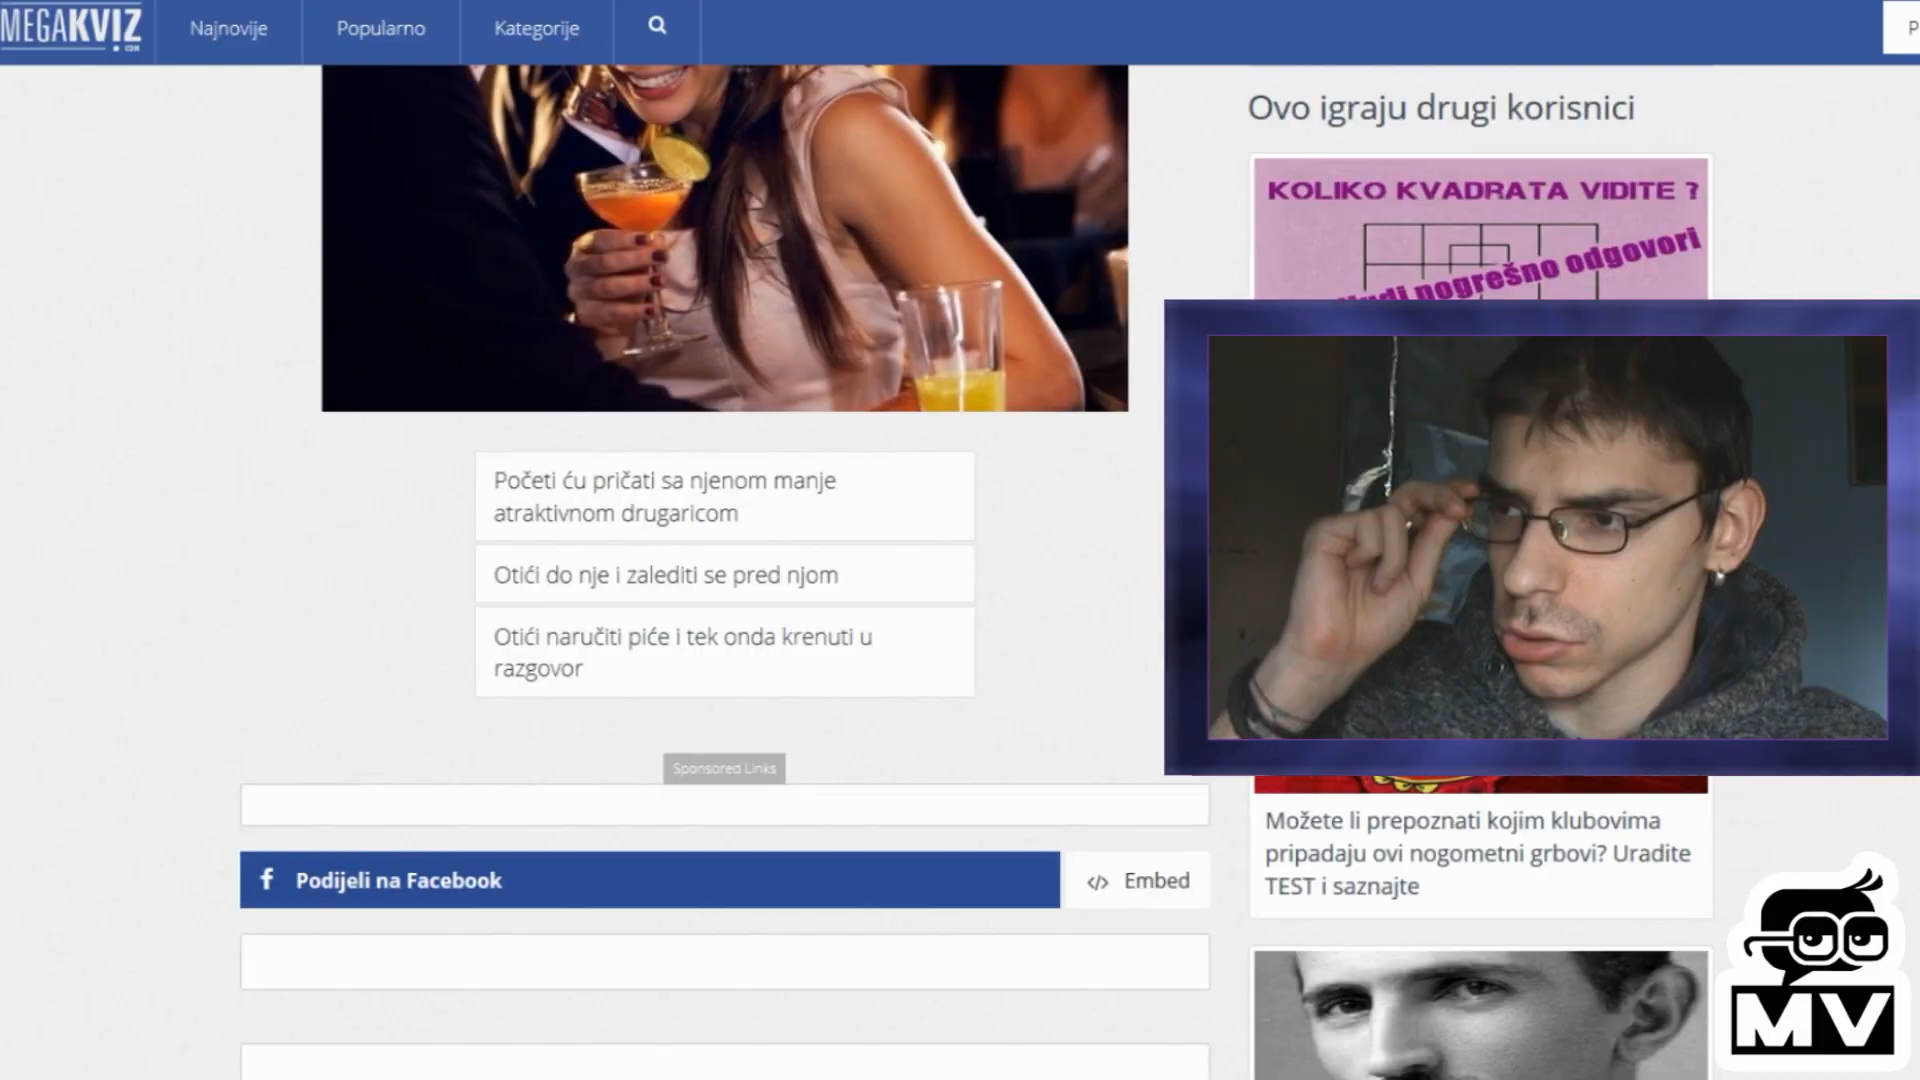 MEGAKVIZ
.COM
Najnovije
Popularno
Kategorije
P
Ovo igraju drugi korisnici
KOLIKO KVADRATA VIDITE ?
pogrešno odgovori
Početi ću pričati sa njenom manje
atraktivnom drugaricom
Otići do nje i zalediti se pred njom
Otići naručiti piće i tek onda krenuti u
razgovor
Sponsored Links
Podijeli na Facebook
Embed
Možete li prepoznati kojim klubovima
pripadaju ovi nogometni grbovi? Uradite
TEST i saznajte
MV